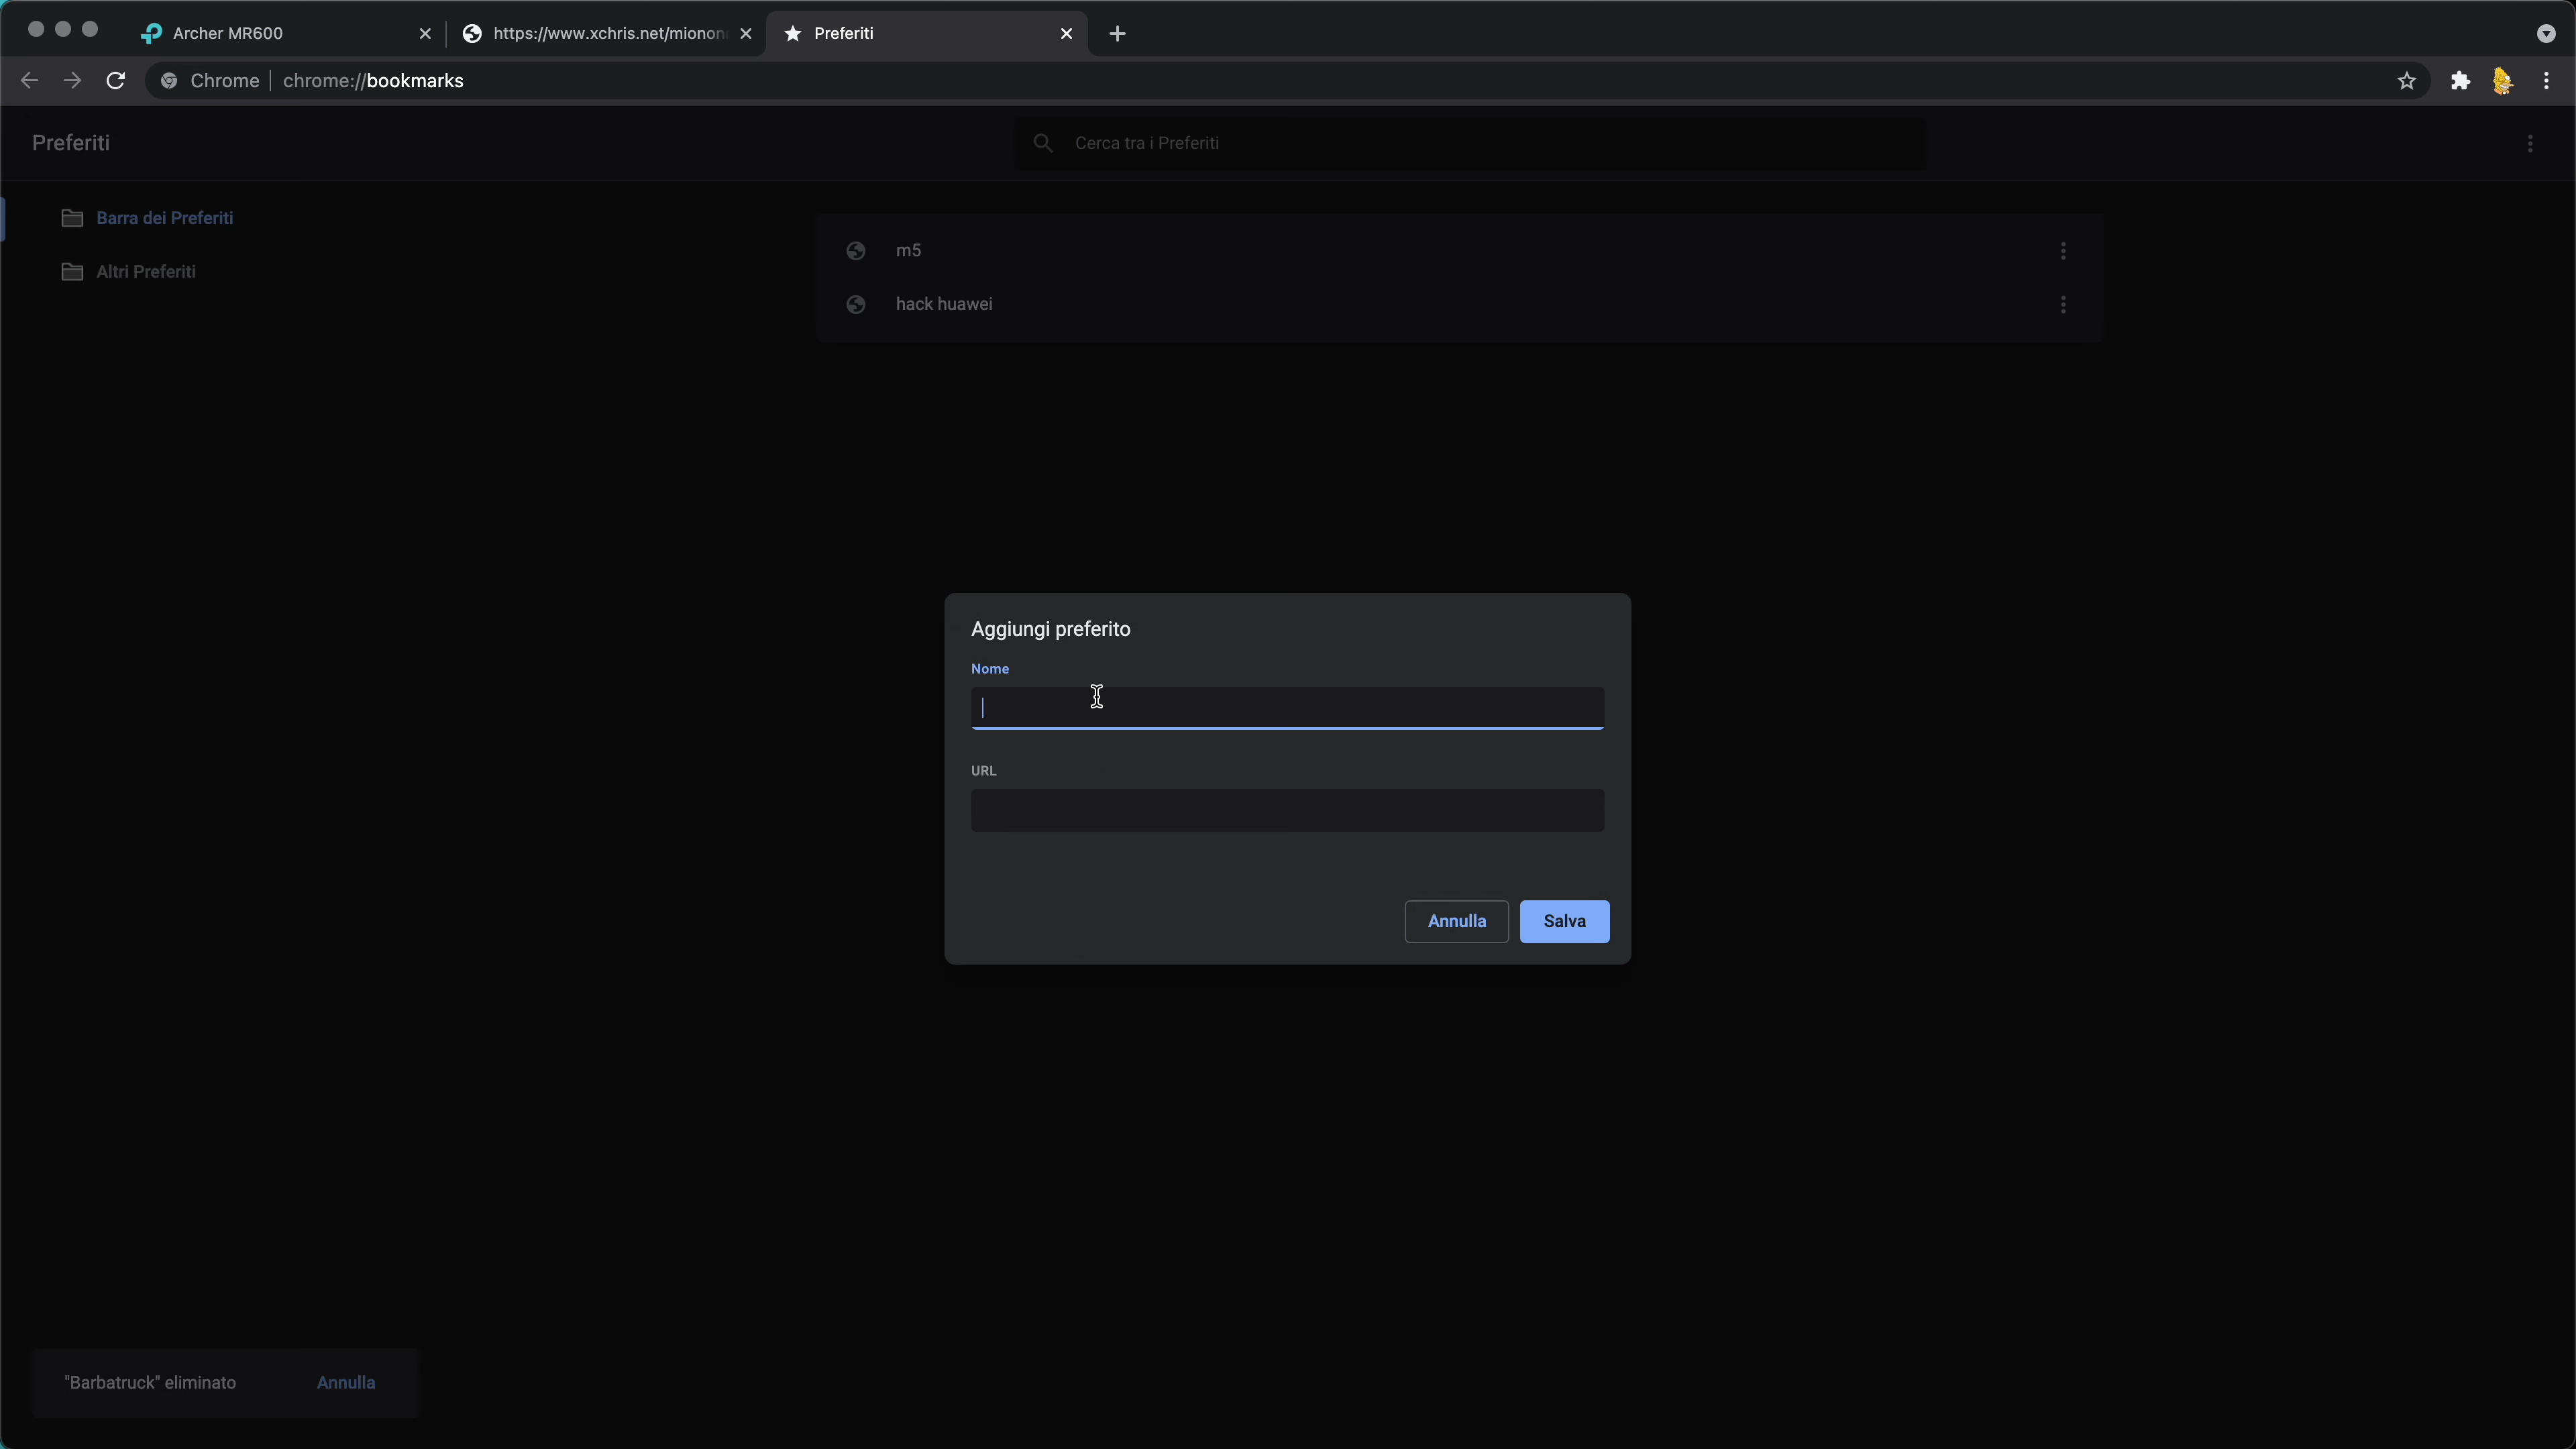 Archer MR600
https://www.xchris.net/mionon
Preferiti
Chrome | chrome://bookmarks
Preferiti
Cerca tra i Preferiti
Barra dei Preferiti
Altri Preferiti
m5
hack huawei
Aggiungi preferito
Nome
URL
Annulla
Salva
"Barbatruck" eliminato
Annulla